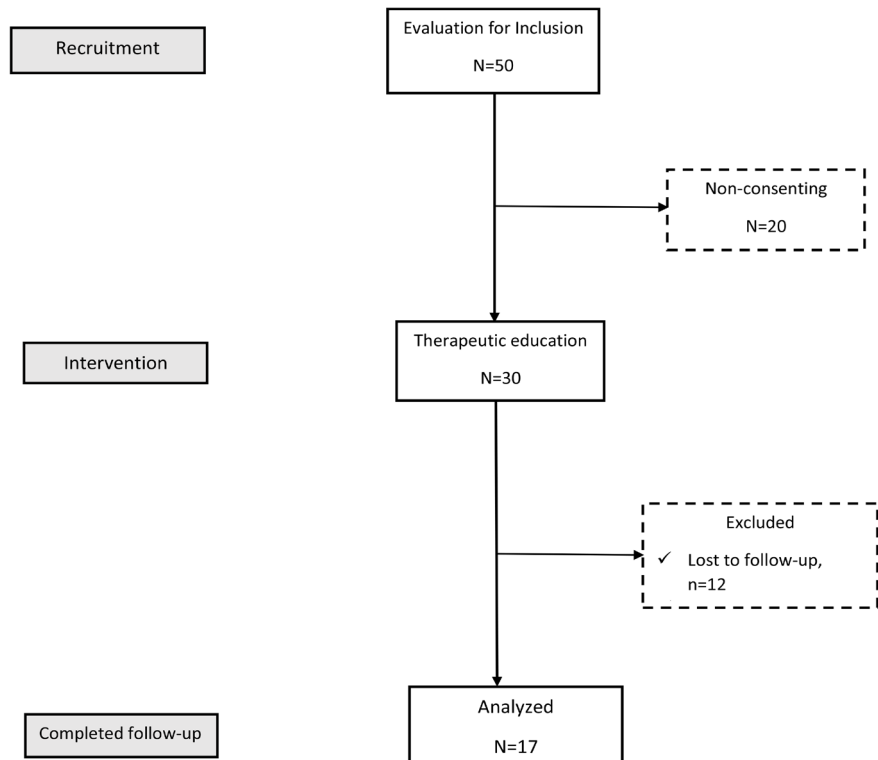 Recruitment
Evaluation for Inclusion
N=50
Non-consenting
N=20
Intervention
Therapeutic education
N=30
Excluded
✓ Lost to follow-up,
n=12
Completed follow-up
Analyzed
N=17